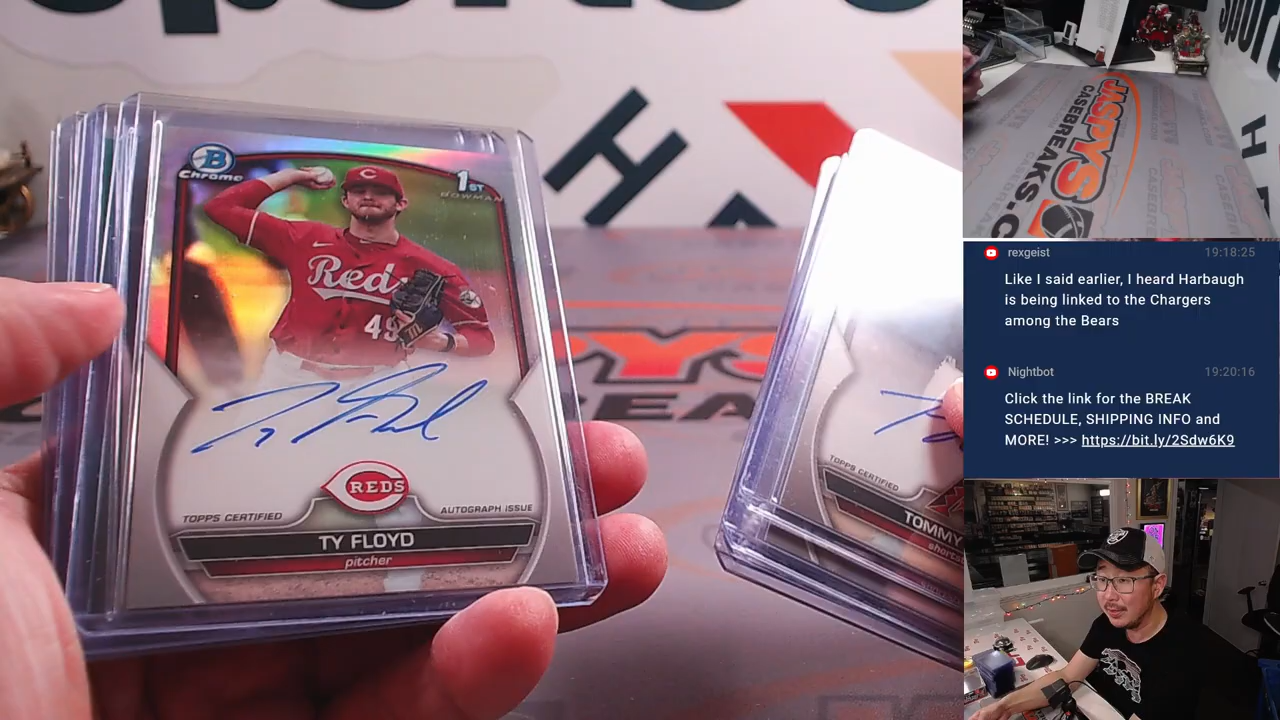 B
Chrome
1ST
BOWMAN
C
Reds
49
REDS
TOPPS CERTIFIED
AUTOGRAPH ISSUE
TY FLOYD
pitcher
TOPPS CERTIFIED
TOMMY
JASPYS
CASEBREAKS.C
rexgeist 19:18:25
Like I said earlier, I heard Harbaugh
is being linked to the Chargers
among the Bears
Nightbot 19:20:16
Click the link for the BREAK
SCHEDULE, SHIPPING INFO and
MORE! >>> https://bit.ly/2Sdw6K9